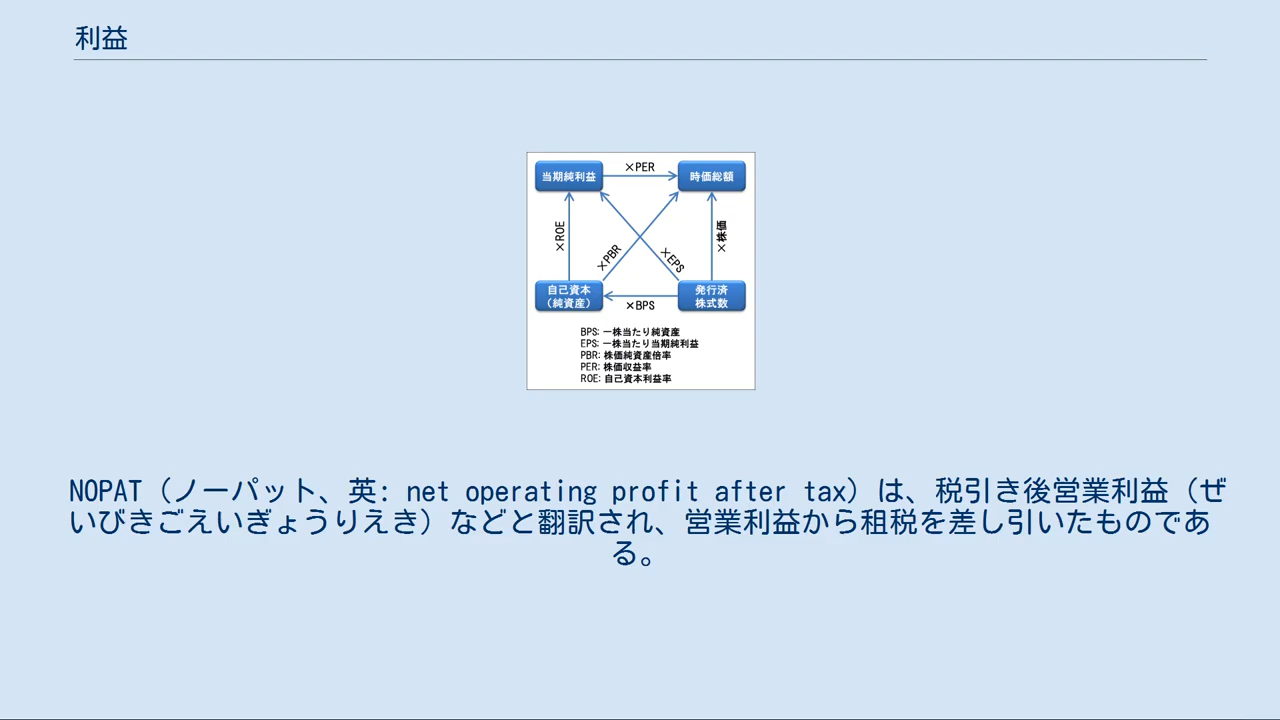 利益
×PER
当期純利益
時価総額
×ROE
×PBR
×EPS
×株価
自己資本
（純資産）
発行済
株式数
×BPS
BPS: 一株当たり純資産
EPS: 一株当たり当期純利益
PBR: 株価純資産倍率
PER: 株価収益率
ROE: 自己資本利益率
NOPAT（ノーパット、英: net operating profit after tax）は、税引き後営業利益（ぜ
いびきごえいぎょうりえき）などと翻訳され、営業利益から租税を差し引いたものであ
る。